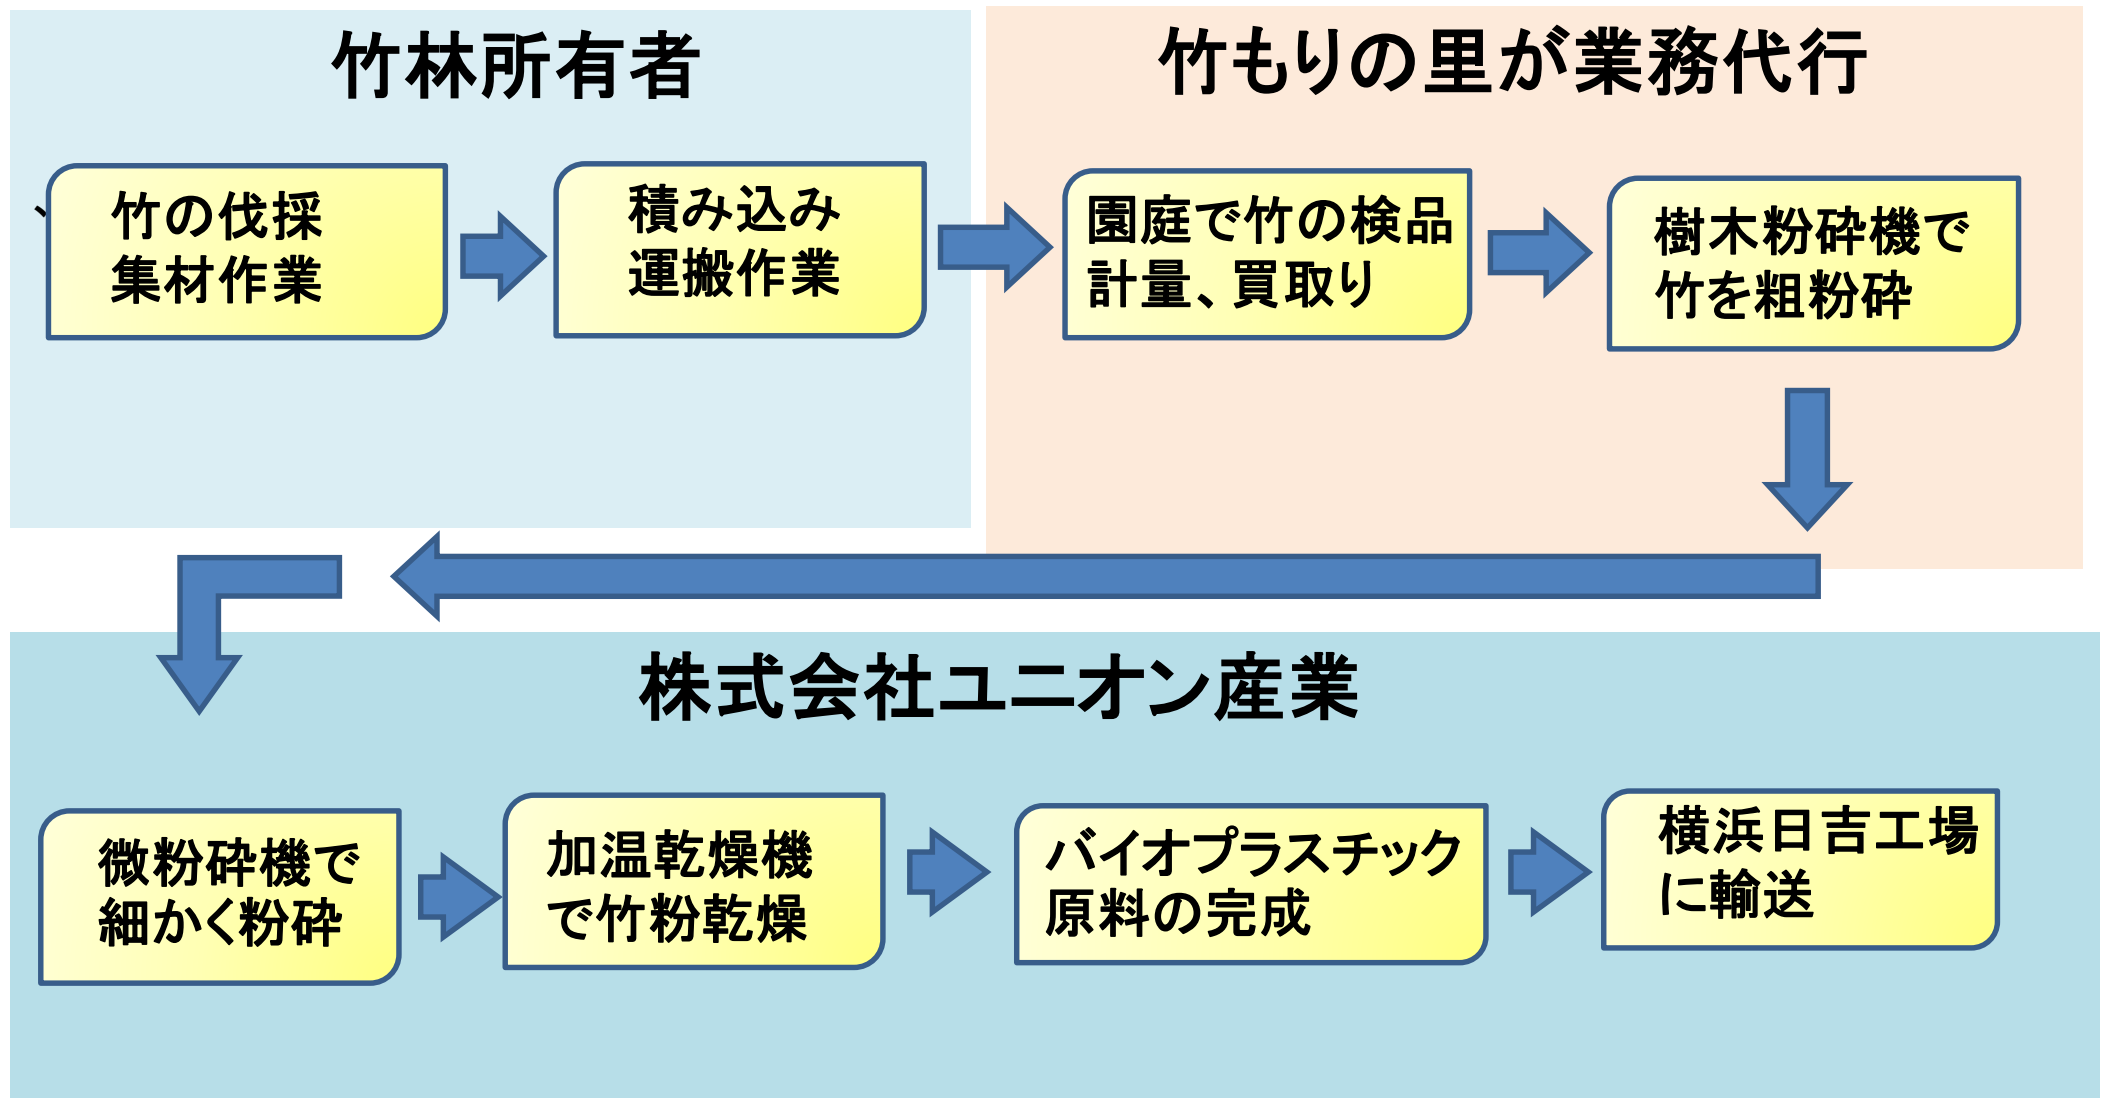 竹林所有者
竹もりの里が業務代行
、
竹の伐採
集材作業
積み込み
運搬作業
園庭で竹の検品
計量、買取り
樹木粉砕機で
竹を粗粉砕
株式会社ユニオン産業
微粉砕機で
細かく粉砕
加温乾燥機
で竹粉乾燥
バイオプラスチック
原料の完成
横浜日吉工場
に輸送